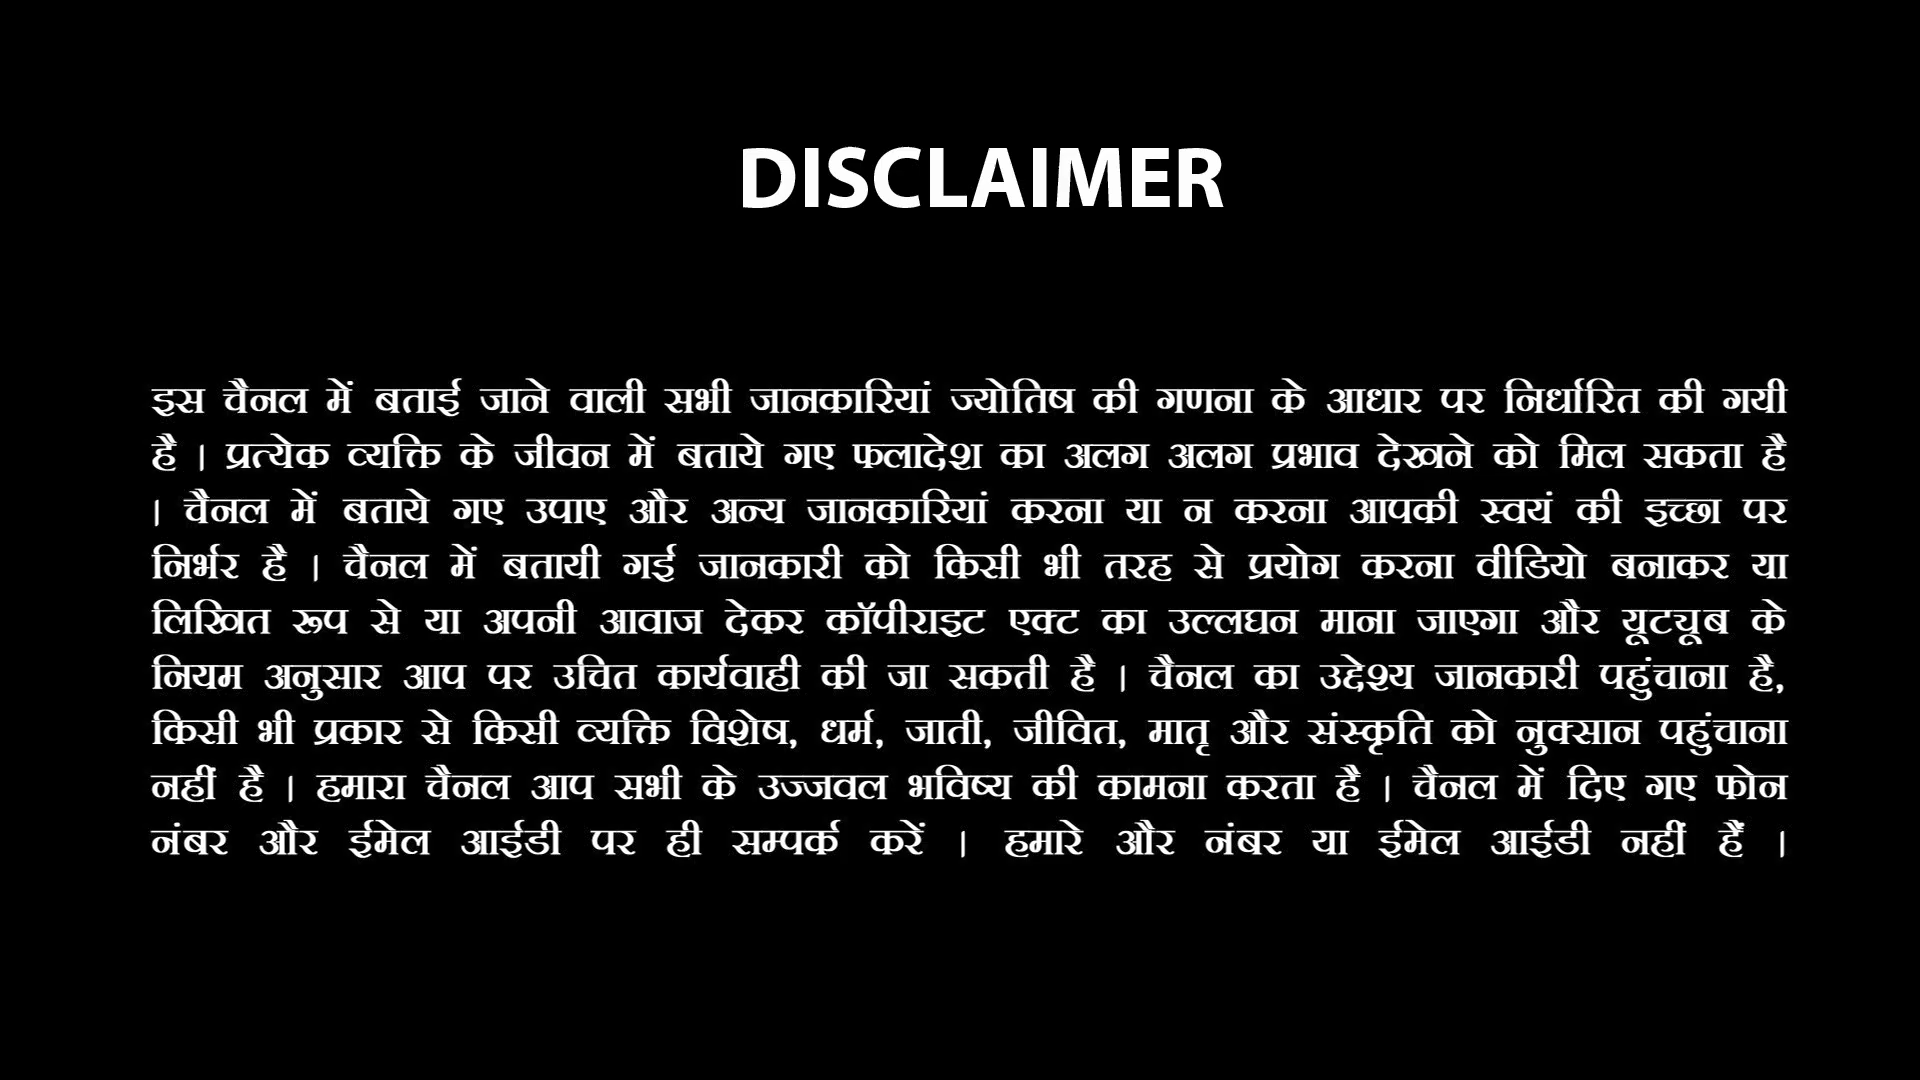 DISCLAIMER
इस चैनल में बताई जाने वाली सभी जानकारियां ज्योतिष की गणना के आधार पर निर्धारित की गयी
है । प्रत्येक व्यक्ति के जीवन में बताये गए फलादेश का अलग अलग प्रभाव देखने को मिल सकता है
। चैनल में बताये गए उपाए और अन्य जानकारियां करना या न करना आपकी स्वयं की इच्छा पर
निर्भर है । चैनल में बतायी गई जानकारी को किसी भी तरह से प्रयोग करना वीडियो बनाकर या
लिखित रूप से या अपनी आवाज देकर कॉपीराइट एक्ट का उल्लघन माना जाएगा और यूट्यूब के
नियम अनुसार आप पर उचित कार्यवाही की जा सकती है । चैनल का उद्देश्य जानकारी पहुंचाना है,
किसी भी प्रकार से किसी व्यक्ति विशेष, धर्म, जाती, जीवित, मातृ और संस्कृति को नुक्सान पहुंचाना
नहीं है । हमारा चैनल आप सभी के उज्जवल भविष्य की कामना करता है । चैनल में दिए गए फोन
नंबर और ईमेल आईडी पर ही सम्पर्क करें । हमारे और नंबर या ईमेल आईडी नहीं हैं ।